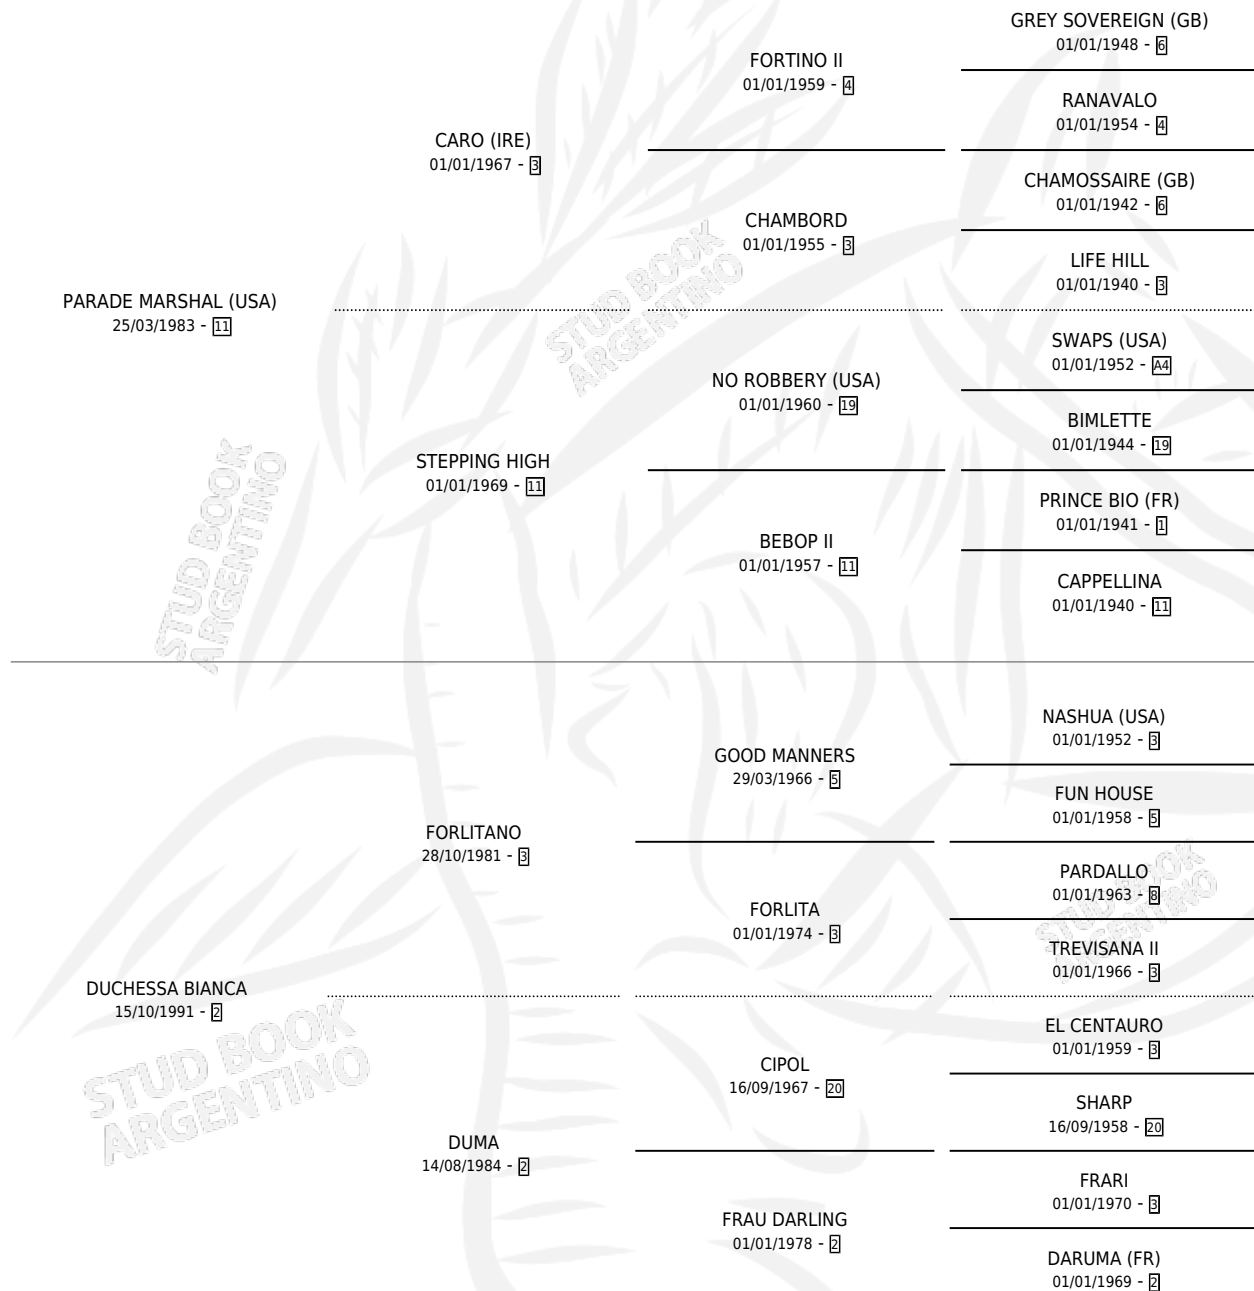 GREY SOVEREIGN (GB)
01/01/1948 - 6
FORTINO II
01/01/1959 - 4
RANAVALO
01/01/1954 - 4
CARO (IRE)
01/01/1967 - 3
CHAMOSSAIRE (GB)
01/01/1942 - 6
CHAMBORD
01/01/1955 - 3
LIFE HILL
01/01/1940 - 3
PARADE MARSHAL (USA)
25/03/1983 - 11
SWAPS (USA)
01/01/1952 - A4
NO ROBBERY (USA)
01/01/1960 - 19
BIMLETTE
01/01/1944 - 19
STEPPING HIGH
01/01/1969 - 11
PRINCE BIO (FR)
01/01/1941 - 1
BEBOP II
01/01/1957 - 11
CAPPELLINA
01/01/1940 - 11
NASHUA (USA)
01/01/1952 - 3
GOOD MANNERS
29/03/1966 - 5
FUN HOUSE
01/01/1958 - 5
FORLITANO
28/10/1981 - 3
PARDALLO
01/01/1963 - 8
FORLITA
01/01/1974 - 3
TREVISANA II
01/01/1966 - 3
DUCHESSA BIANCA
15/10/1991 - 2
EL CENTAURO
01/01/1959 - 3
CIPOL
16/09/1967 - 20
SHARP
16/09/1958 - 20
DUMA
14/08/1984 - 2
FRARI
01/01/1970 - 3
FRAU DARLING
01/01/1978 - 2
DARUMA (FR)
01/01/1969 - 2
STUD BOOK
ARGENTINO
STUD BOOK
ARGENTINO
STUD BOOK
ARGENTINO
STUD BOOK
ARGENTINO